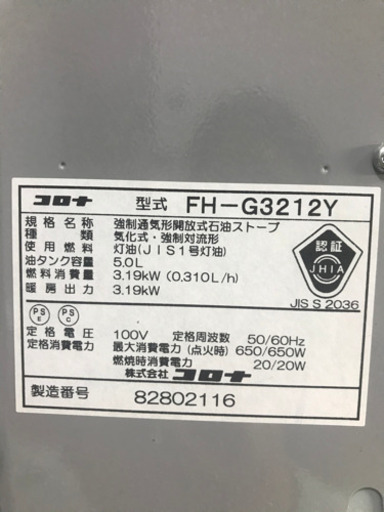 コロナ 型式 FH-G3212Y
規格名称 強制通気形開放式石油ストーブ
種類 気化式・強制対流形
使用燃料 灯油(JIS1号灯油)
油タンク容量 5.0L
燃料消費量 3.19kW (0.310L/h)
暖房出力 3.19kW
認証
JHIA
JIS S 2036
PS E PS C
定格電圧 100V 定格周波数 50/60Hz
定格消費電力 最大消費電力(点火時) 650/650W
燃焼時消費電力 20/20W
株式会社 コロナ
製造番号 82802116